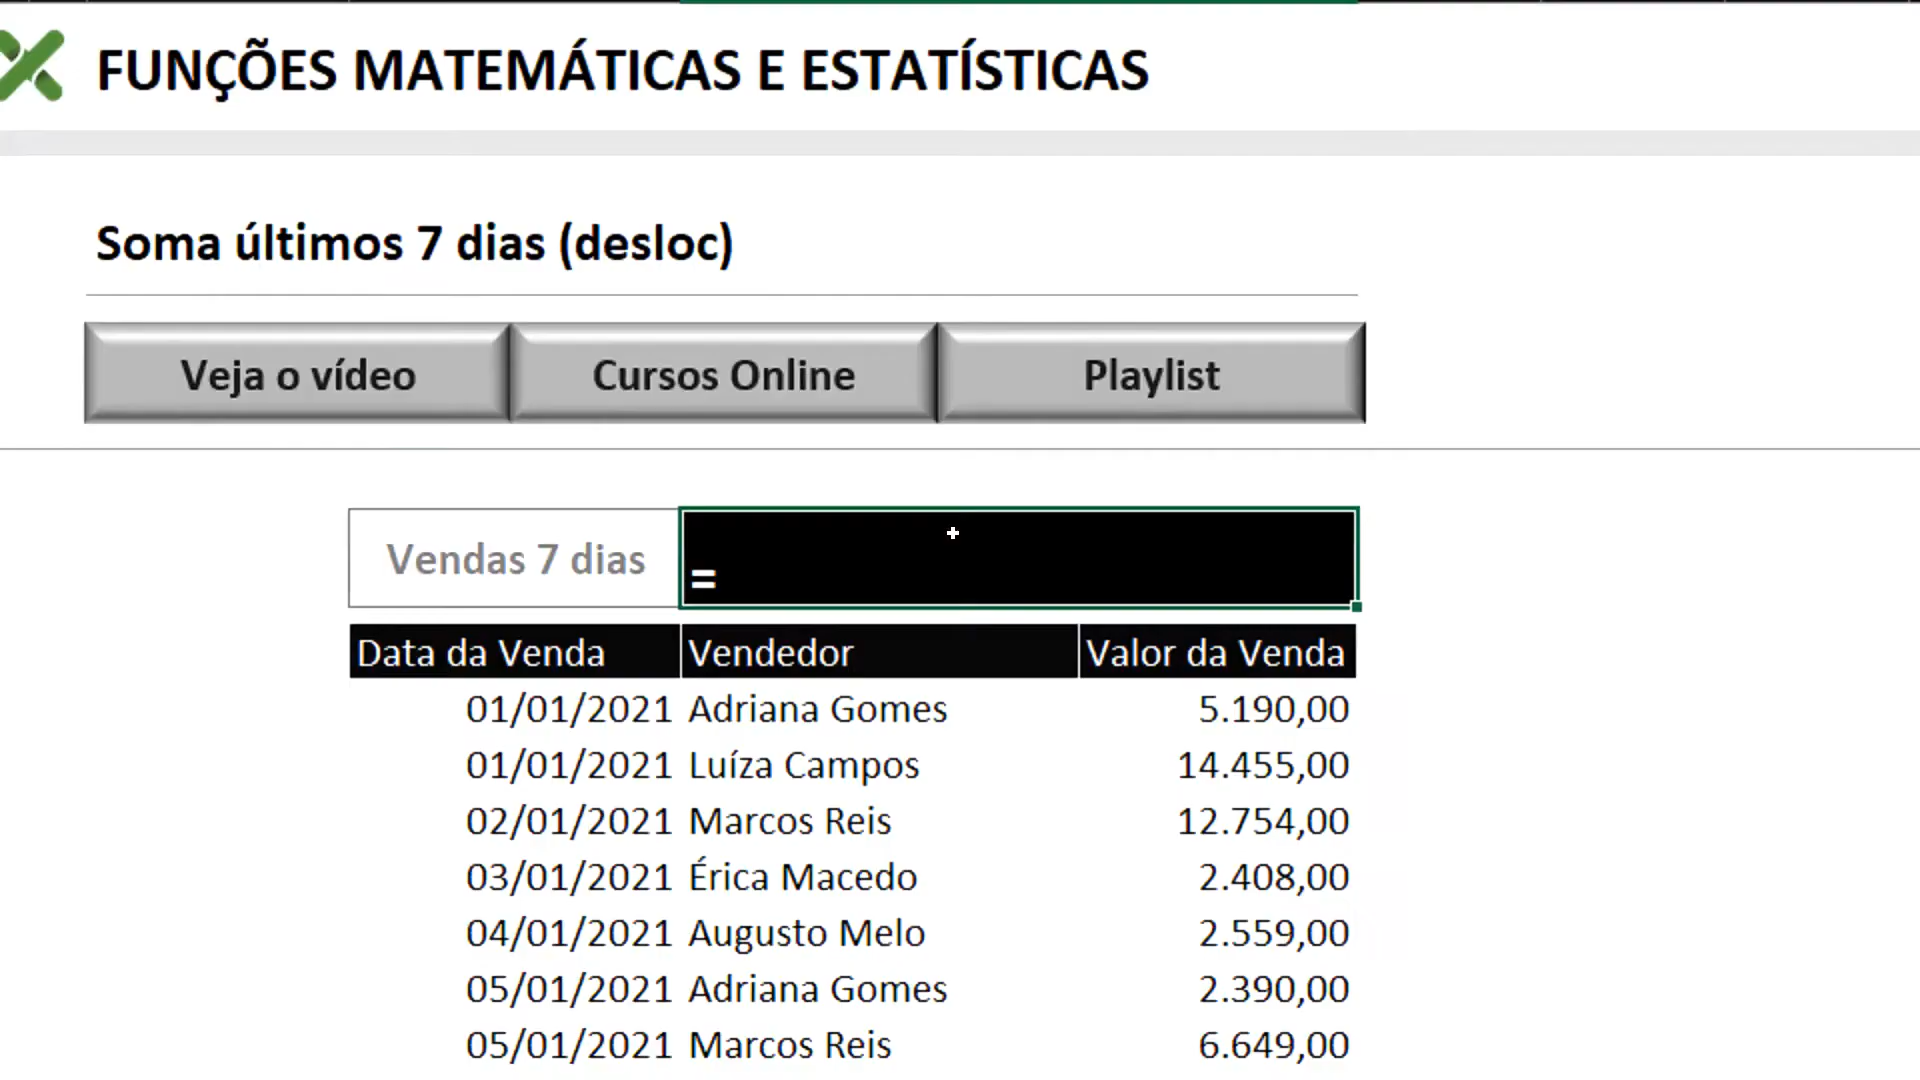 FUNÇÕES MATEMÁTICAS E ESTATÍSTICAS
Soma últimos 7 dias (desloc)
Veja o vídeo Cursos Online Playlist
Vendas 7 dias =
Data da Venda Vendedor Valor da Venda
01/01/2021 Adriana Gomes 5.190,00
01/01/2021 Luíza Campos 14.455,00
02/01/2021 Marcos Reis 12.754,00
03/01/2021 Érica Macedo 2.408,00
04/01/2021 Augusto Melo 2.559,00
05/01/2021 Adriana Gomes 2.390,00
05/01/2021 Marcos Reis 6.649,00